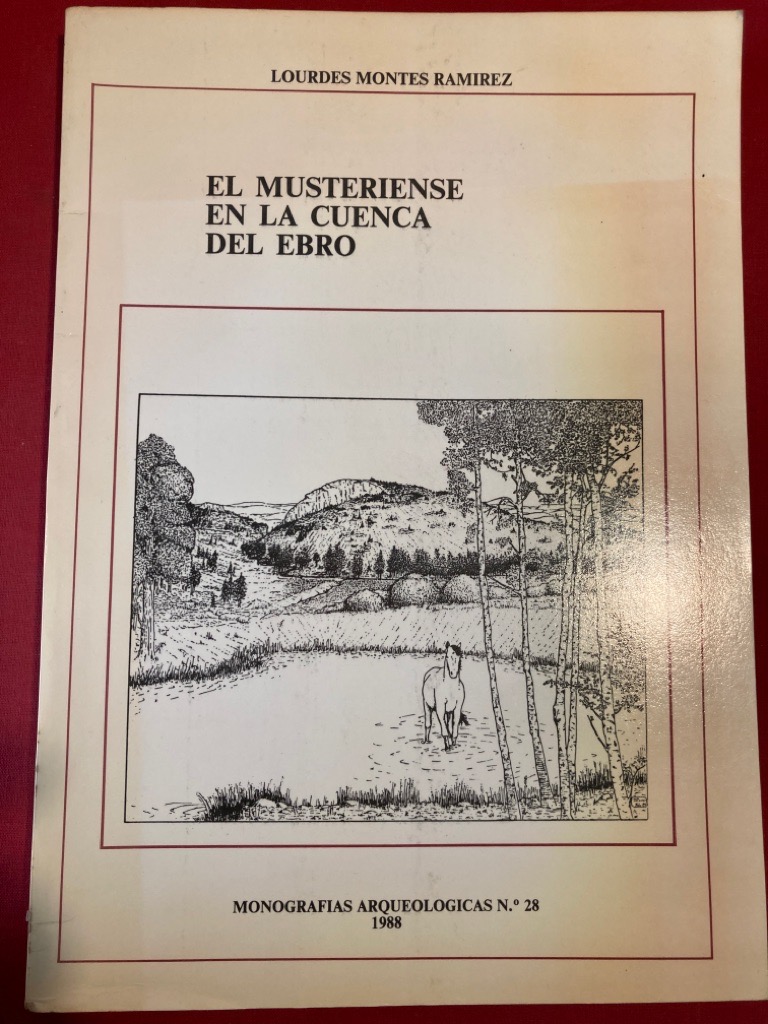 LOURDES MONTES RAMIREZ
EL MUSTERIENSE
EN LA CUENCA
DEL EBRO
MONOGRAFIAS ARQUEOLOGICAS N.º 28
1988